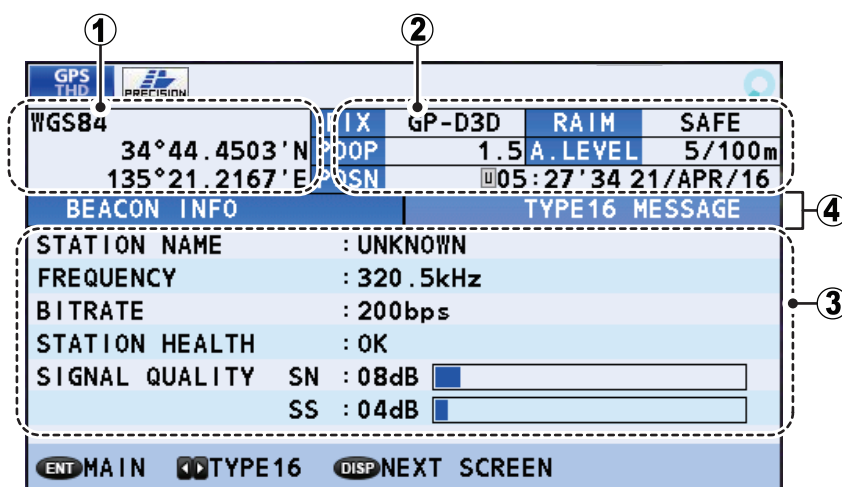 1 2
GPS THD PRECISION
WGS84 FIX GP-D3D RAIM SAFE
34°44.4503'N PDOP 1.5 A.LEVEL 5/100m
135°21.2167'E POSN U 05:27'34 21/APR/16
BEACON INFO TYPE16 MESSAGE 4
STATION NAME : UNKNOWN
FREQUENCY : 320.5kHz
BITRATE : 200bps 3
STATION HEALTH : OK
SIGNAL QUALITY SN : 08dB
SS : 04dB
ENT MAIN TYPE16 DISP NEXT SCREEN